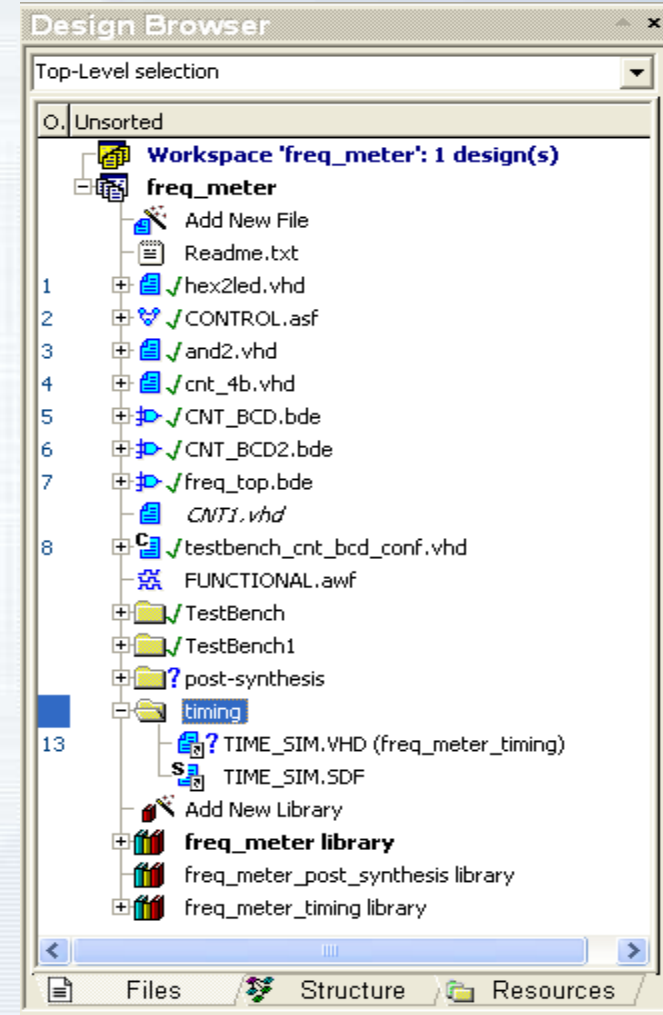 Design Browser
Top-Level selection
O. Unsorted
Workspace 'freq_meter': 1 design(s)
freq_meter
Add New File
Readme.txt
1 hex2led.vhd
2 CONTROL.asf
3 and2.vhd
4 cnt_4b.vhd
5 CNT_BCD.bde
6 CNT_BCD2.bde
7 freq_top.bde
CNT1.vhd
8 testbench_cnt_bcd_conf.vhd
FUNCTIONAL.awf
TestBench
TestBench1
? post-synthesis
timing
13 ? TIME_SIM.VHD (freq_meter_timing)
TIME_SIM.SDF
Add New Library
freq_meter library
freq_meter_post_synthesis library
freq_meter_timing library
Files Structure Resources